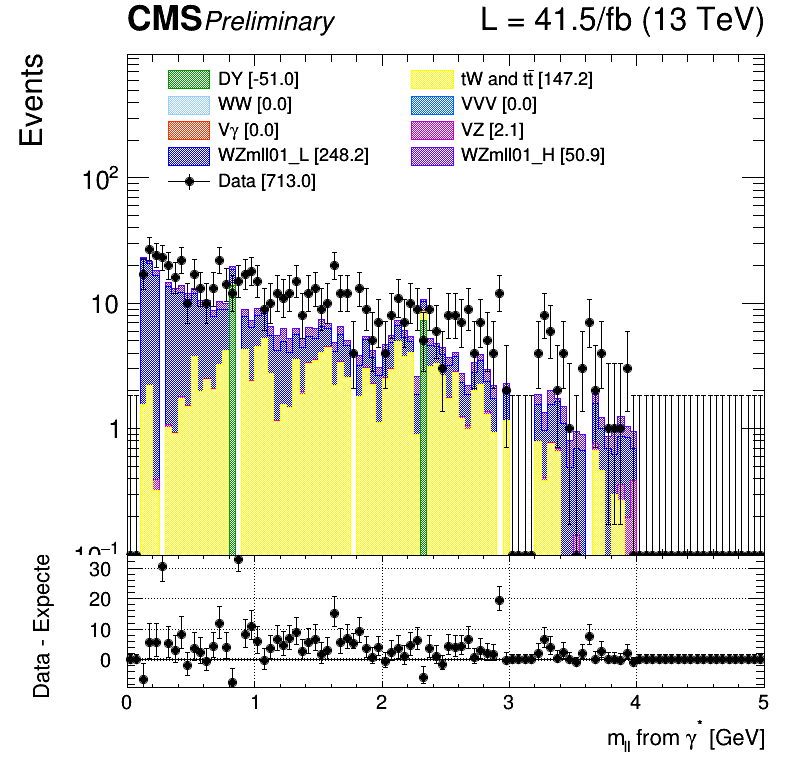 CMS Preliminary L = 41.5/fb (13 TeV)
Events
DY [-51.0] tW and tt̄ [147.2]
WW [0.0] VVV [0.0]
Vγ [0.0] VZ [2.1]
WZmll01_L [248.2] WZmll01_H [50.9]
Data [713.0]
10²
10
1
10⁻¹
Data - Expecte
30
20
10
0
0 1 2 3 4 5
m_ll from γ* [GeV]